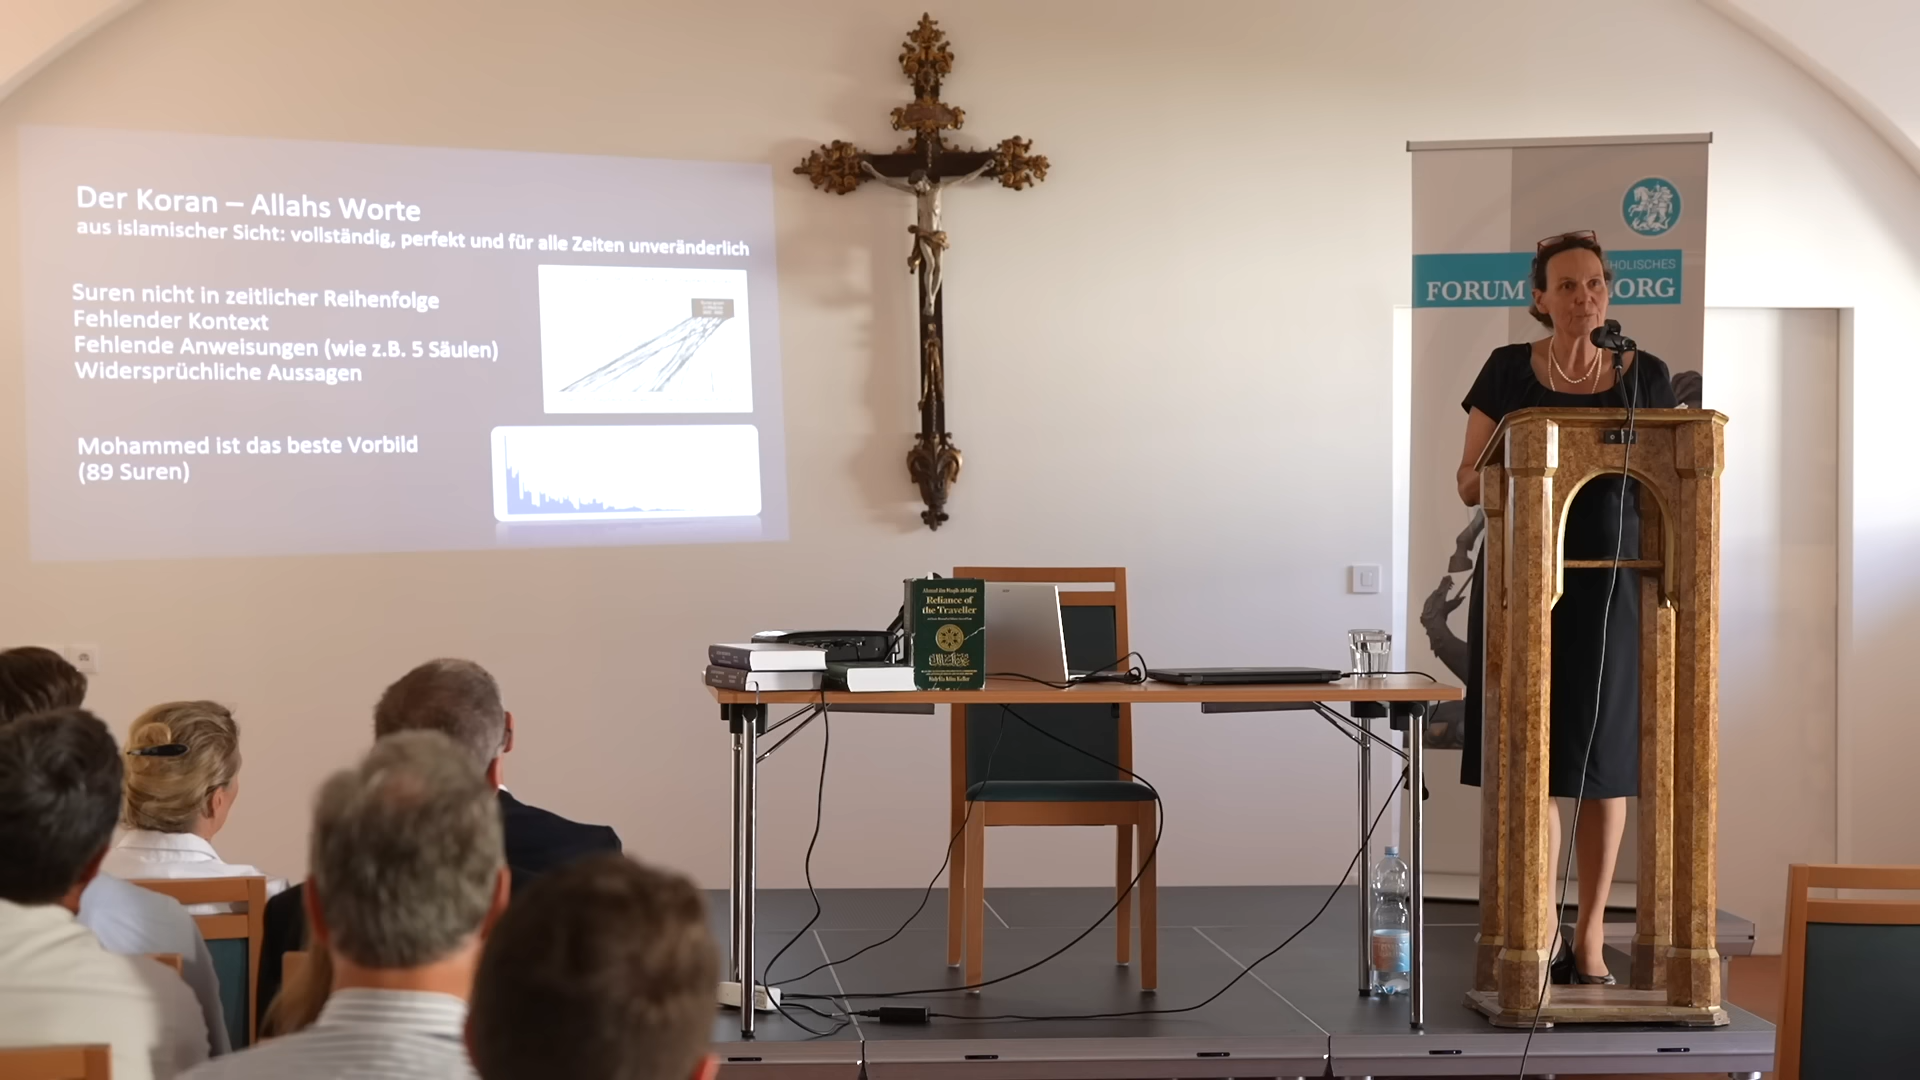 Der Koran – Allahs Worte
aus islamischer Sicht: vollständig, perfekt und für alle Zeiten unveränderlich
Suren nicht in zeitlicher Reihenfolge
Fehlender Kontext
Fehlende Anweisungen (wie z.B. 5 Säulen)
Widersprüchliche Aussagen
Mohammed ist das beste Vorbild
(89 Suren)
HOLISCHES
FORUM ORG
Reliance of
the Traveller